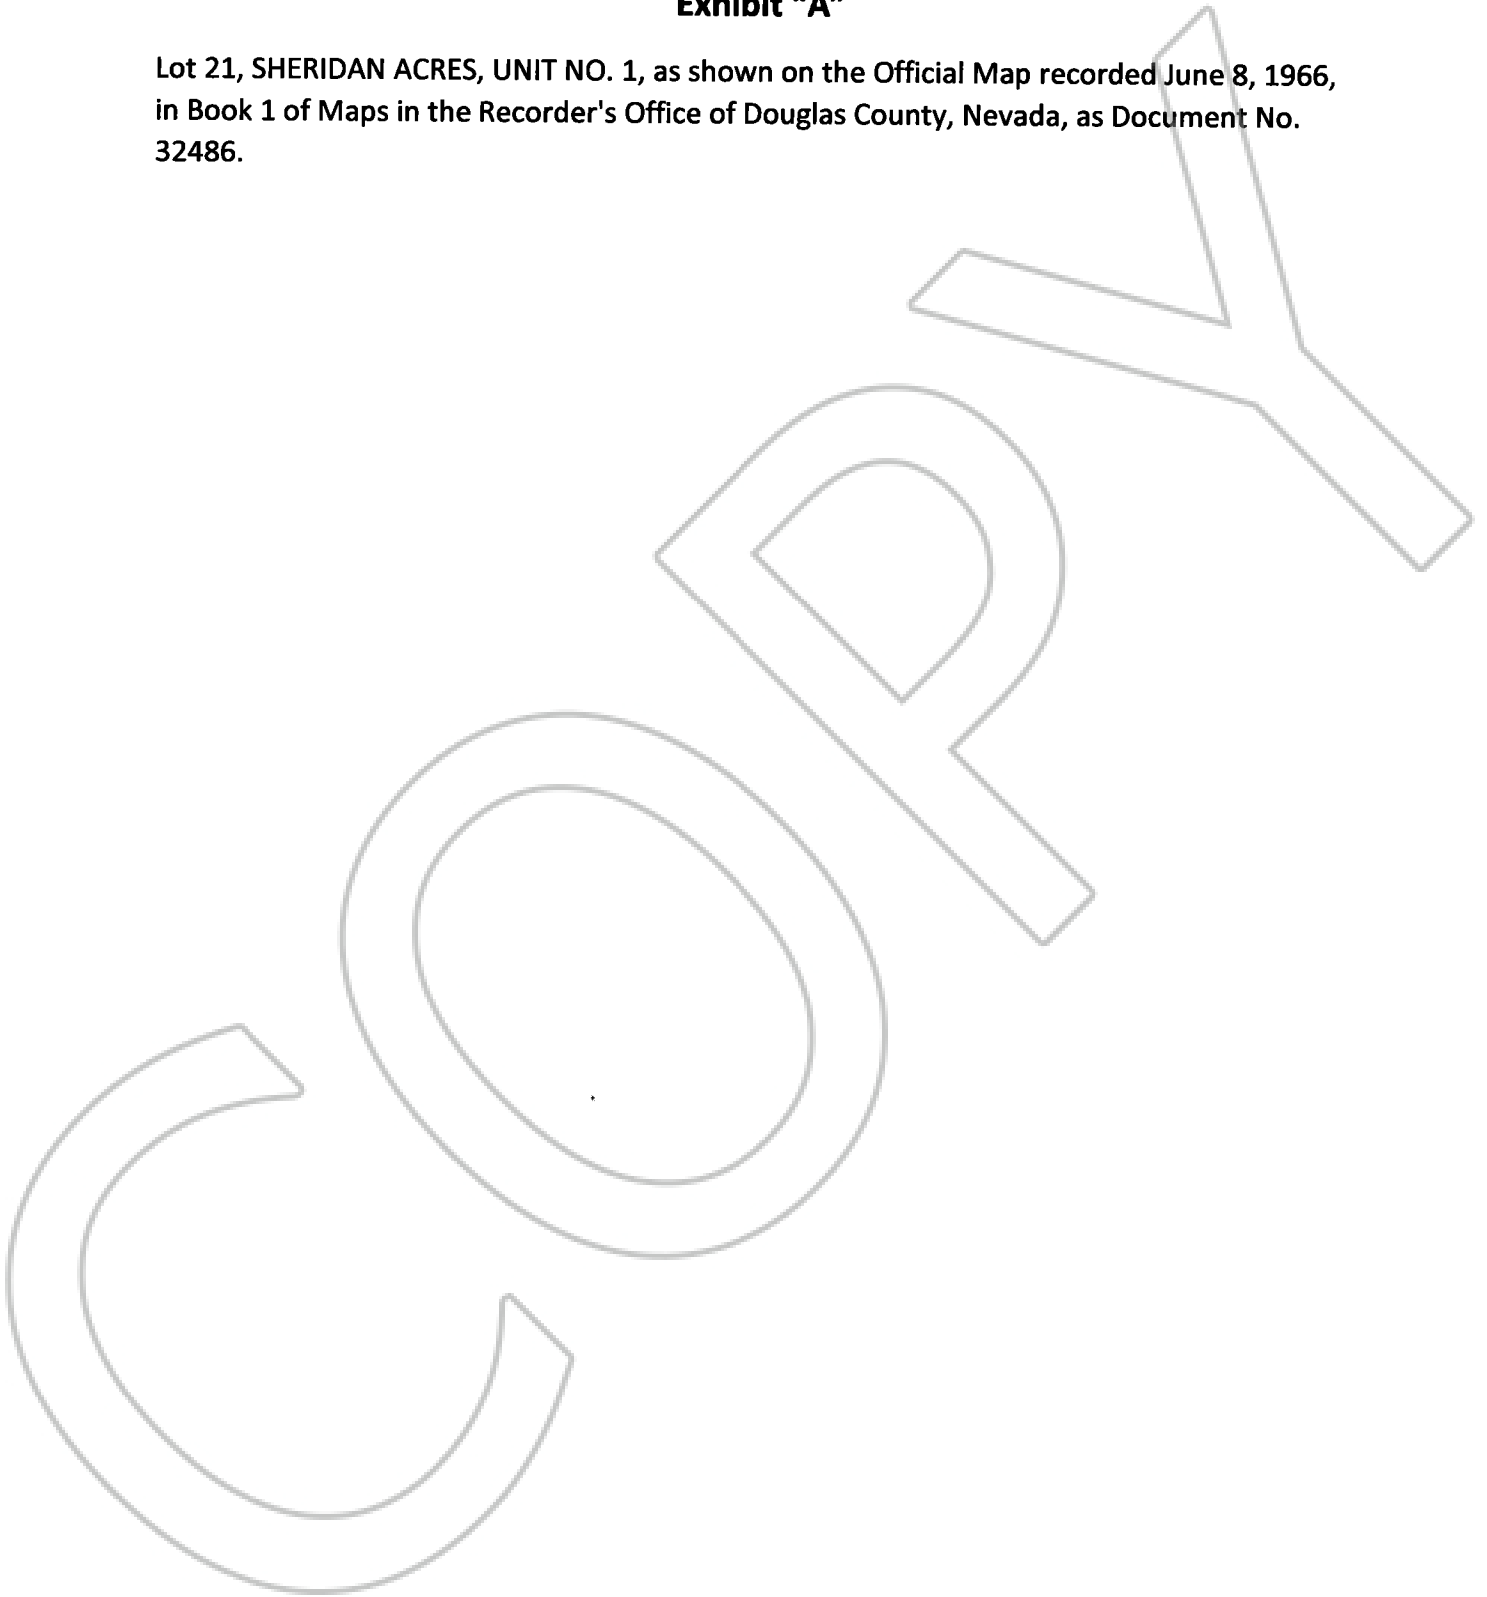 Exhibit "A"
Lot 21, SHERIDAN ACRES, UNIT NO. 1, as shown on the Official Map recorded June 8, 1966,
in Book 1 of Maps in the Recorder's Office of Douglas County, Nevada, as Document No.
32486.
COPY